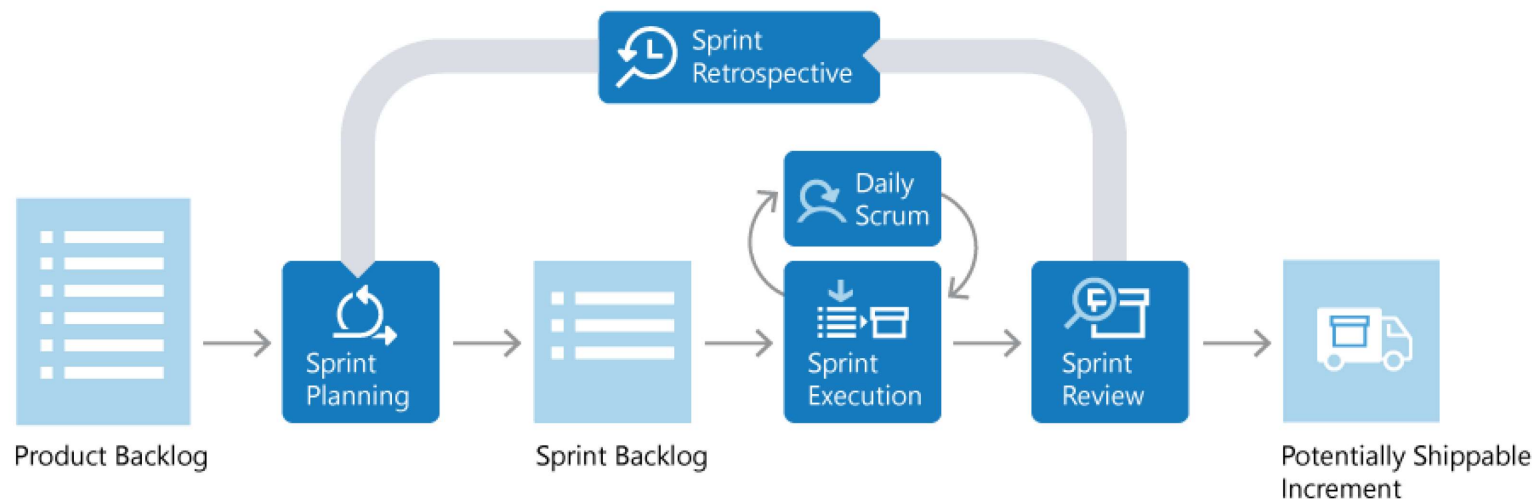 Sprint
Retrospective
Daily
Scrum
Sprint
Planning
Sprint
Execution
Sprint
Review
Product Backlog
Sprint Backlog
Potentially Shippable
Increment